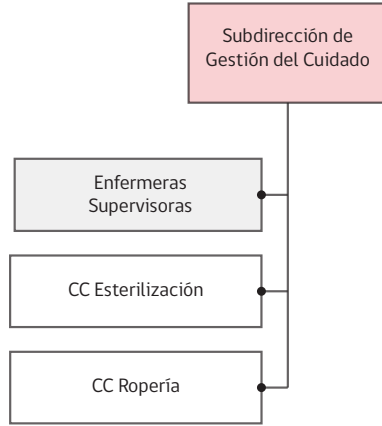 Subdirección de
Gestión del Cuidado
Enfermeras
Supervisoras
CC Esterilización
CC Ropería